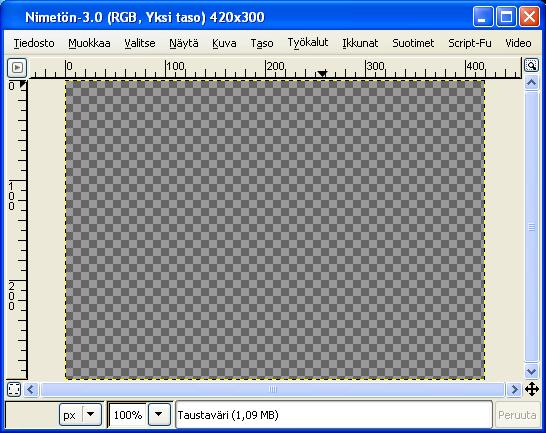 Nimetön-3.0 (RGB, Yksi taso) 420x300
Tiedosto Muokkaa Valitse Näytä Kuva Taso Työkalut Ikkunat Suotimet Script-Fu Video
0 100 200 300 400
0
100
200
px 100% Taustaväri (1,09 MB) Peruuta